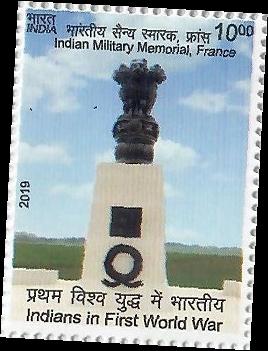 भारत भारतीय सैन्य स्मारक, फ्रांस 1000
INDIA Indian Military Memorial, France
2019
प्रथम विश्व युद्ध में भारतीय
Indians in First World War